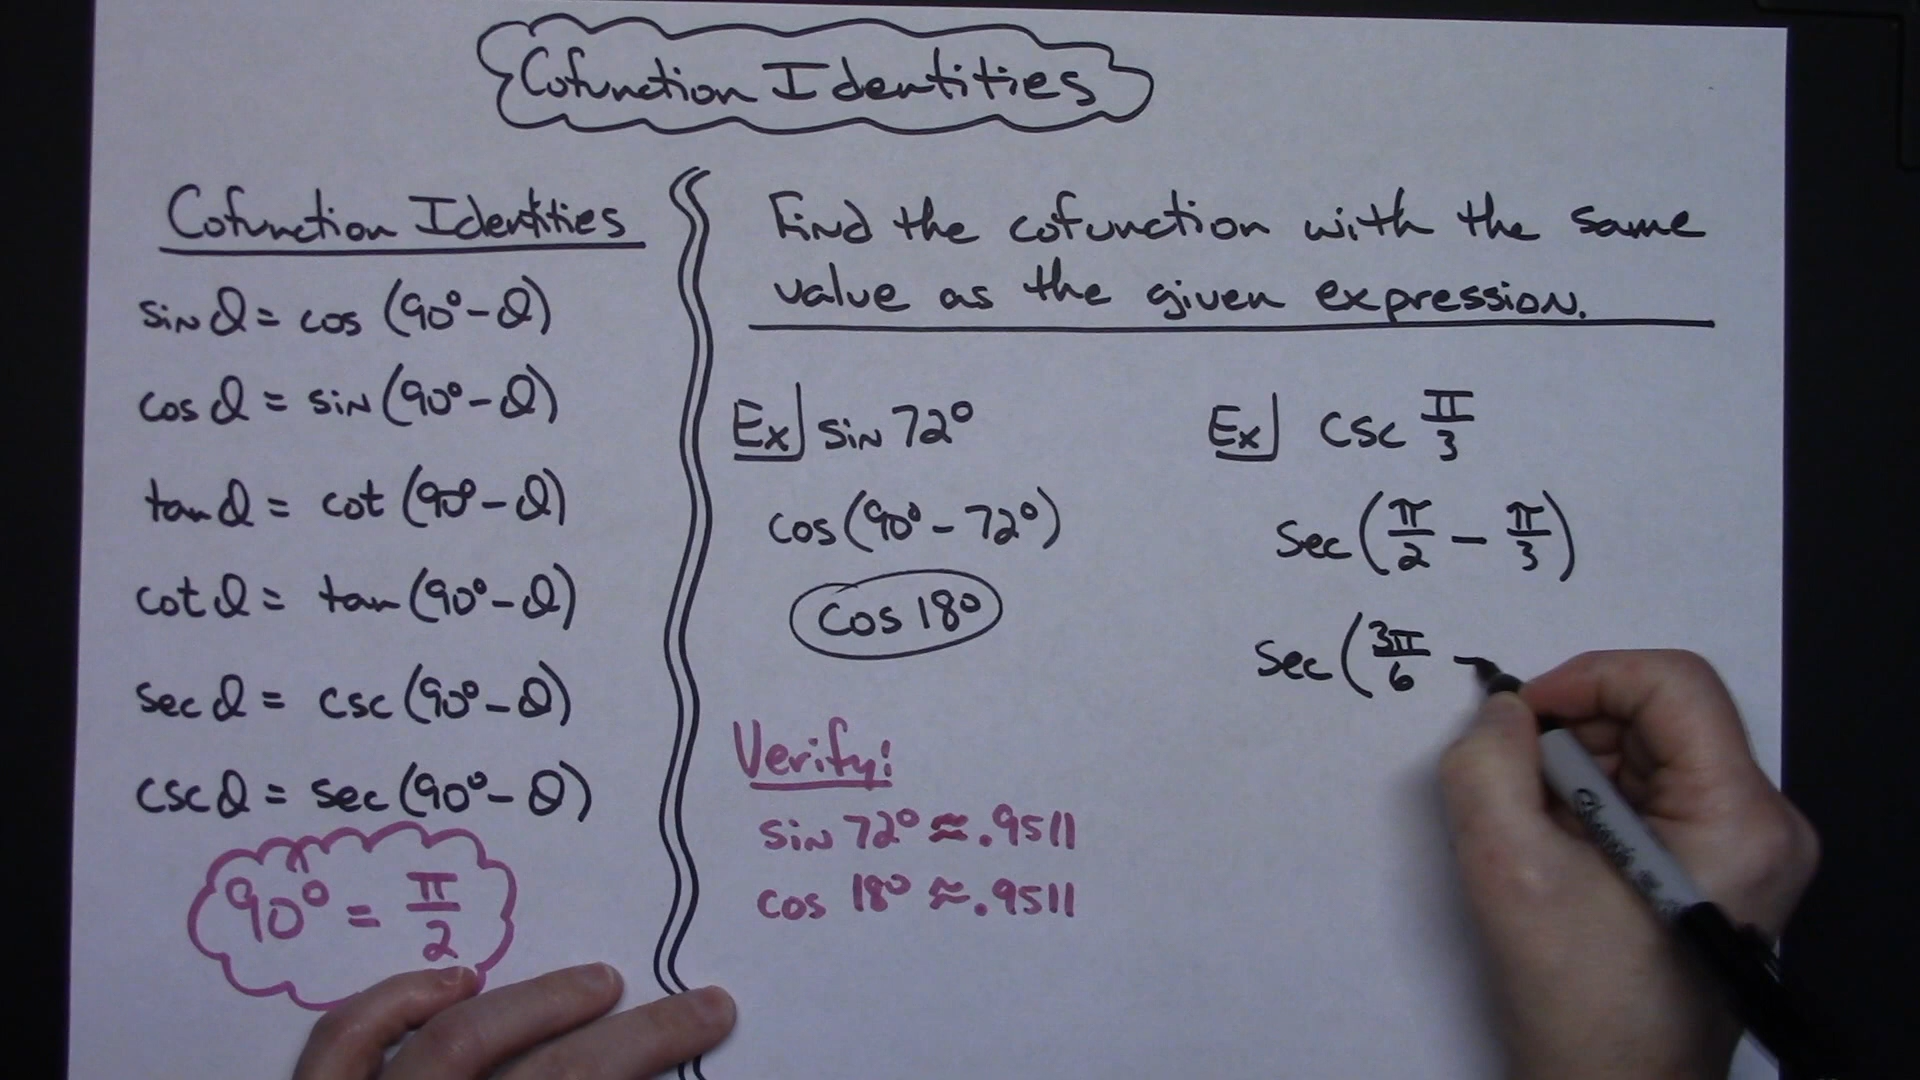 Cofunction Identities
Cofunction Identities
sin θ = cos (90° - θ)
cos θ = sin (90° - θ)
tan θ = cot (90° - θ)
cot θ = tan (90° - θ)
sec θ = csc (90° - θ)
csc θ = sec (90° - θ)
90° = π/2
Find the cofunction with the same
value as the given expression.
Ex] sin 72°
cos (90° - 72°)
cos 18°
Verify:
sin 72° ≈ .9511
cos 18° ≈ .9511
Ex] csc π/3
sec (π/2 - π/3)
sec (3π/6 -
Sharpie